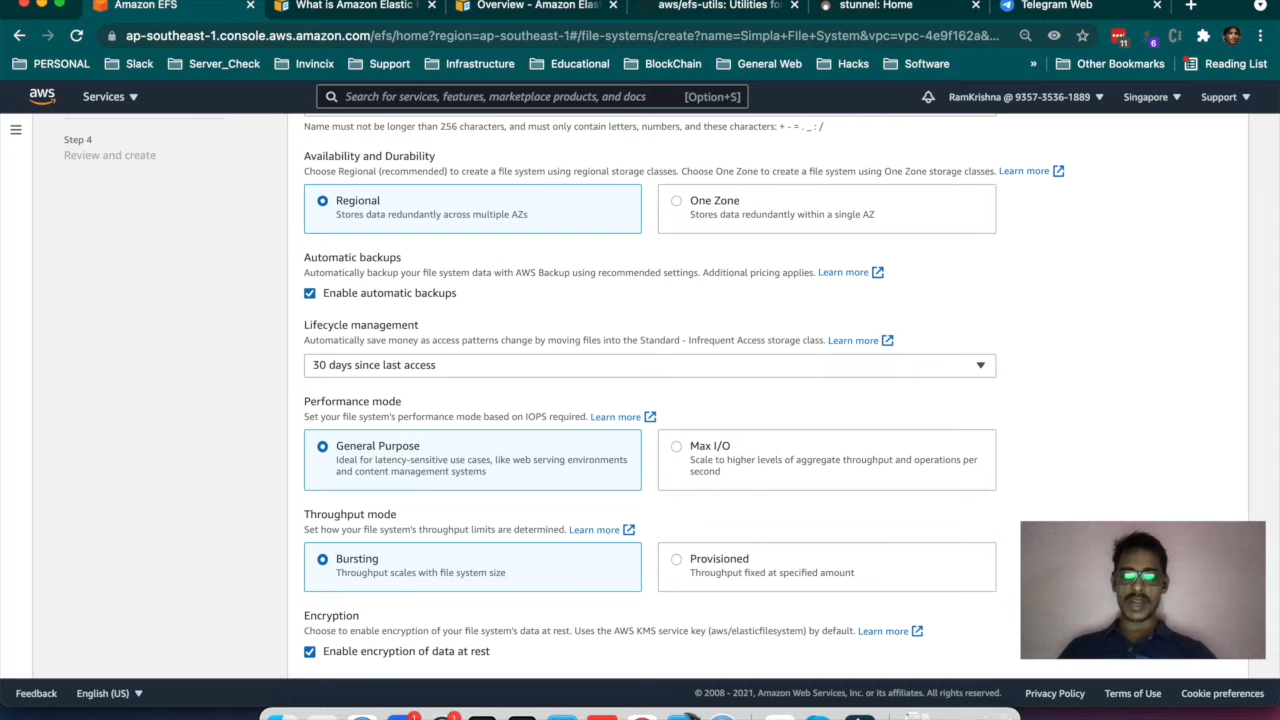 Amazon EFS
What is Amazon Elastic F
Overview - Amazon Elast
aws/efs-utils: Utilities for
stunnel: Home
Telegram Web
ap-southeast-1.console.aws.amazon.com/efs/home?region=ap-southeast-1#/file-systems/create?name=Simpla+FIle+System&vpc=vpc-4e9f162a&...
11
6
PERSONAL
Slack
Server_Check
Invincix
Support
Infrastructure
Educational
BlockChain
General Web
Hacks
Software
»
Other Bookmarks
Reading List
aws
Services
Search for services, features, marketplace products, and docs
[Option+S]
RamKrishna @ 9357-3536-1889
Singapore
Support
Name must not be longer than 256 characters, and must only contain letters, numbers, and these characters: + - = . _ : /
Step 4
Review and create
Availability and Durability
Choose Regional (recommended) to create a file system using regional storage classes. Choose One Zone to create a file system using One Zone storage classes. Learn more
Regional
Stores data redundantly across multiple AZs
One Zone
Stores data redundantly within a single AZ
Automatic backups
Automatically backup your file system data with AWS Backup using recommended settings. Additional pricing applies. Learn more
Enable automatic backups
Lifecycle management
Automatically save money as access patterns change by moving files into the Standard - Infrequent Access storage class. Learn more
30 days since last access
Performance mode
Set your file system's performance mode based on IOPS required. Learn more
General Purpose
Ideal for latency-sensitive use cases, like web serving environments
and content management systems
Max I/O
Scale to higher levels of aggregate throughput and operations per
second
Throughput mode
Set how your file system's throughput limits are determined. Learn more
Bursting
Throughput scales with file system size
Provisioned
Throughput fixed at specified amount
Encryption
Choose to enable encryption of your file system's data at rest. Uses the AWS KMS service key (aws/elasticfilesystem) by default. Learn more
Enable encryption of data at rest
Feedback
English (US)
© 2008 - 2021, Amazon Web Services, Inc. or its affiliates. All rights reserved.
Privacy Policy
Terms of Use
Cookie preferences
1
1